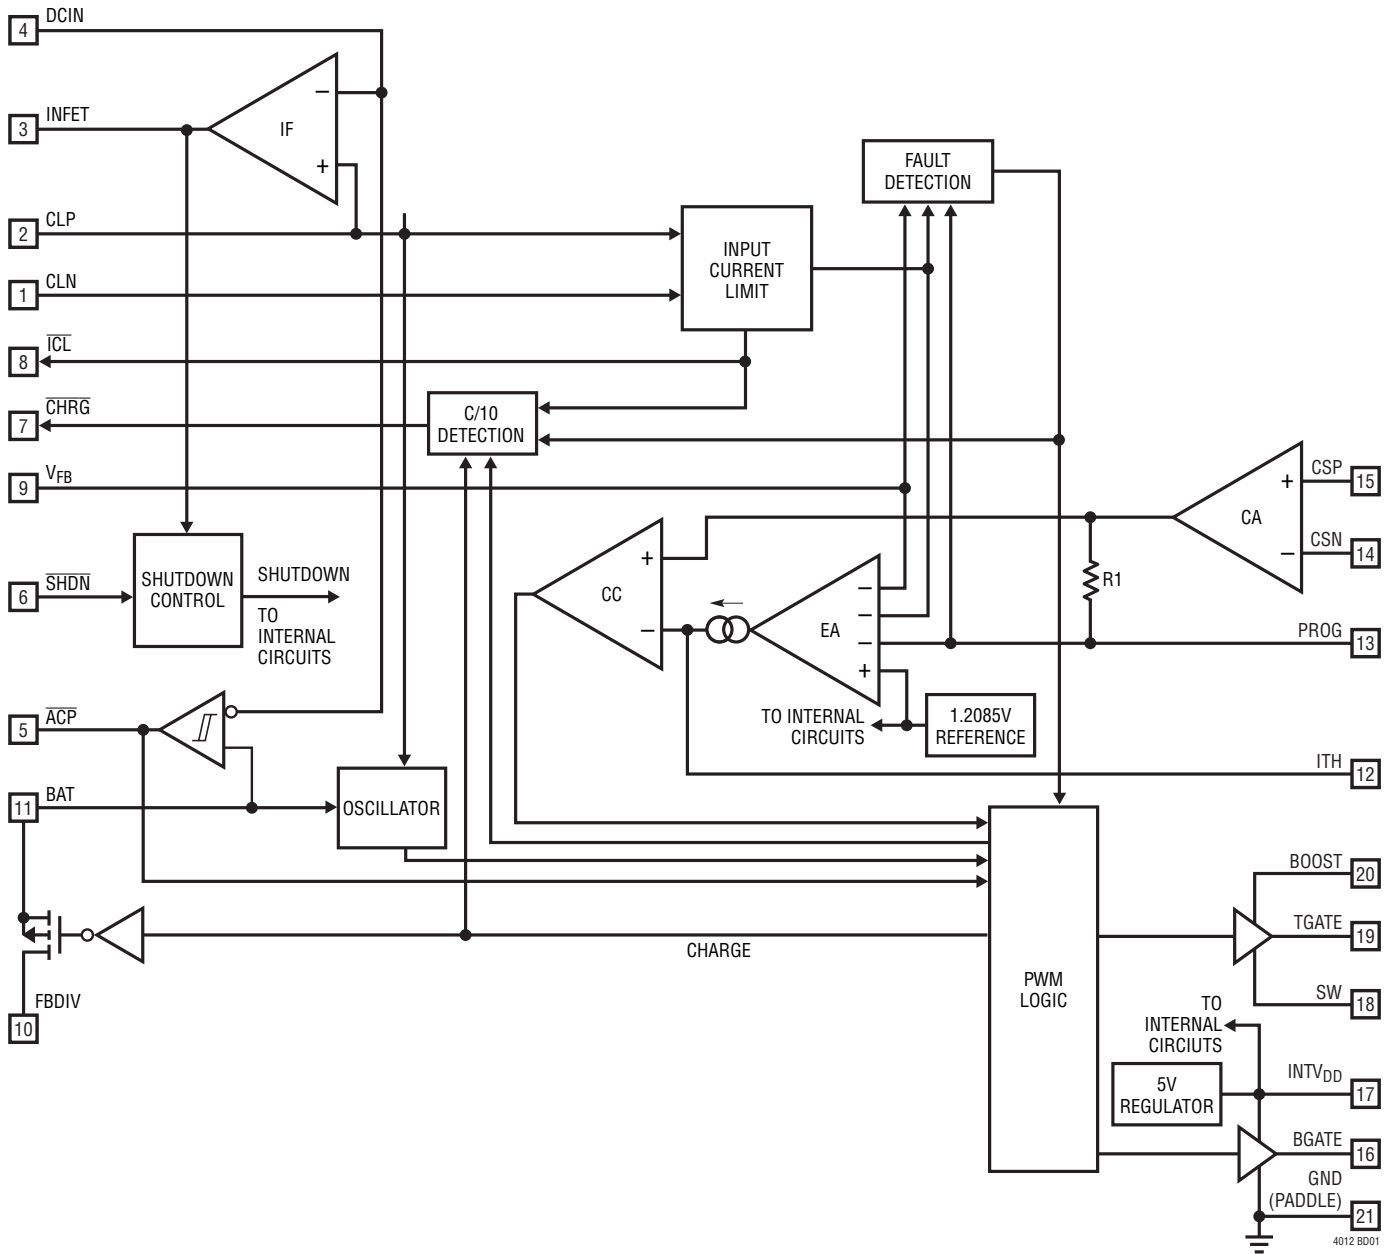 4 DCIN
3 INFET
− IF +
2 CLP
1 CLN
8 ICL
7 CHRG
9 VFB
6 SHDN
5 ACP
11 BAT
10 FBDIV
FAULT
DETECTION
INPUT
CURRENT
LIMIT
C/10
DETECTION
SHUTDOWN
CONTROL
SHUTDOWN
TO
INTERNAL
CIRCUITS
+
CC
−
−
−
EA
−
+
+
CA
−
CSP 15
CSN 14
R1
PROG 13
TO INTERNAL
CIRCUITS
1.2085V
REFERENCE
ITH 12
OSCILLATOR
CHARGE
PWM
LOGIC
BOOST 20
TGATE 19
SW 18
TO
INTERNAL
CIRCIUTS
5V
REGULATOR
INTVDD 17
BGATE 16
GND
(PADDLE) 21
4012 BD01